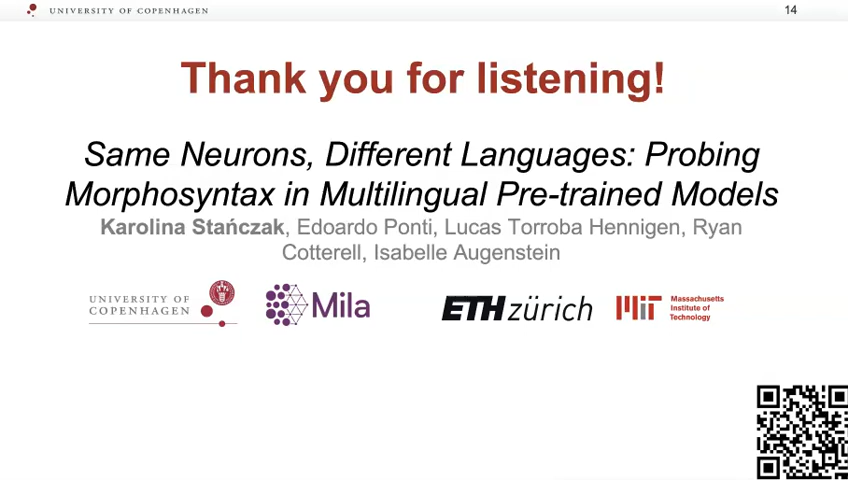 UNIVERSITY OF COPENHAGEN
14
Thank you for listening!
Same Neurons, Different Languages: Probing
Morphosyntax in Multilingual Pre-trained Models
Karolina Stańczak, Edoardo Ponti, Lucas Torroba Hennigen, Ryan
Cotterell, Isabelle Augenstein
UNIVERSITY OF
COPENHAGEN
Mila
ETH zürich
MIT
Massachusetts
Institute of
Technology